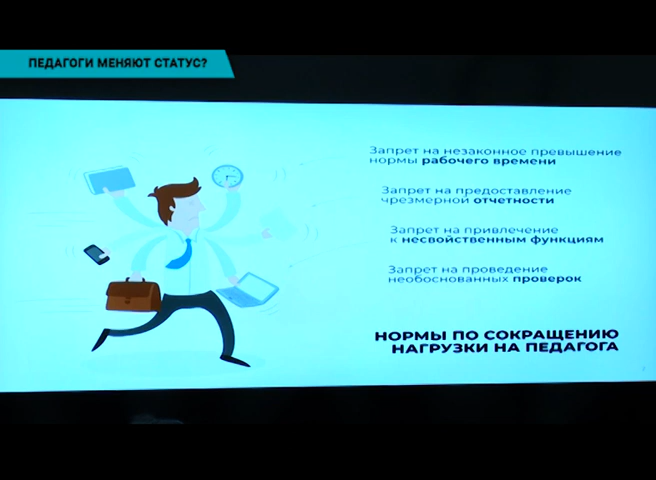 ПЕДАГОГИ МЕНЯЮТ СТАТУС?
Запрет на незаконное превышение
нормы рабочего времени
Запрет на предоставление
чрезмерной отчетности
Запрет на привлечение
к несвойственным функциям
Запрет на проведение
необоснованных проверок
НОРМЫ ПО СОКРАЩЕНИЮ
НАГРУЗКИ НА ПЕДАГОГА